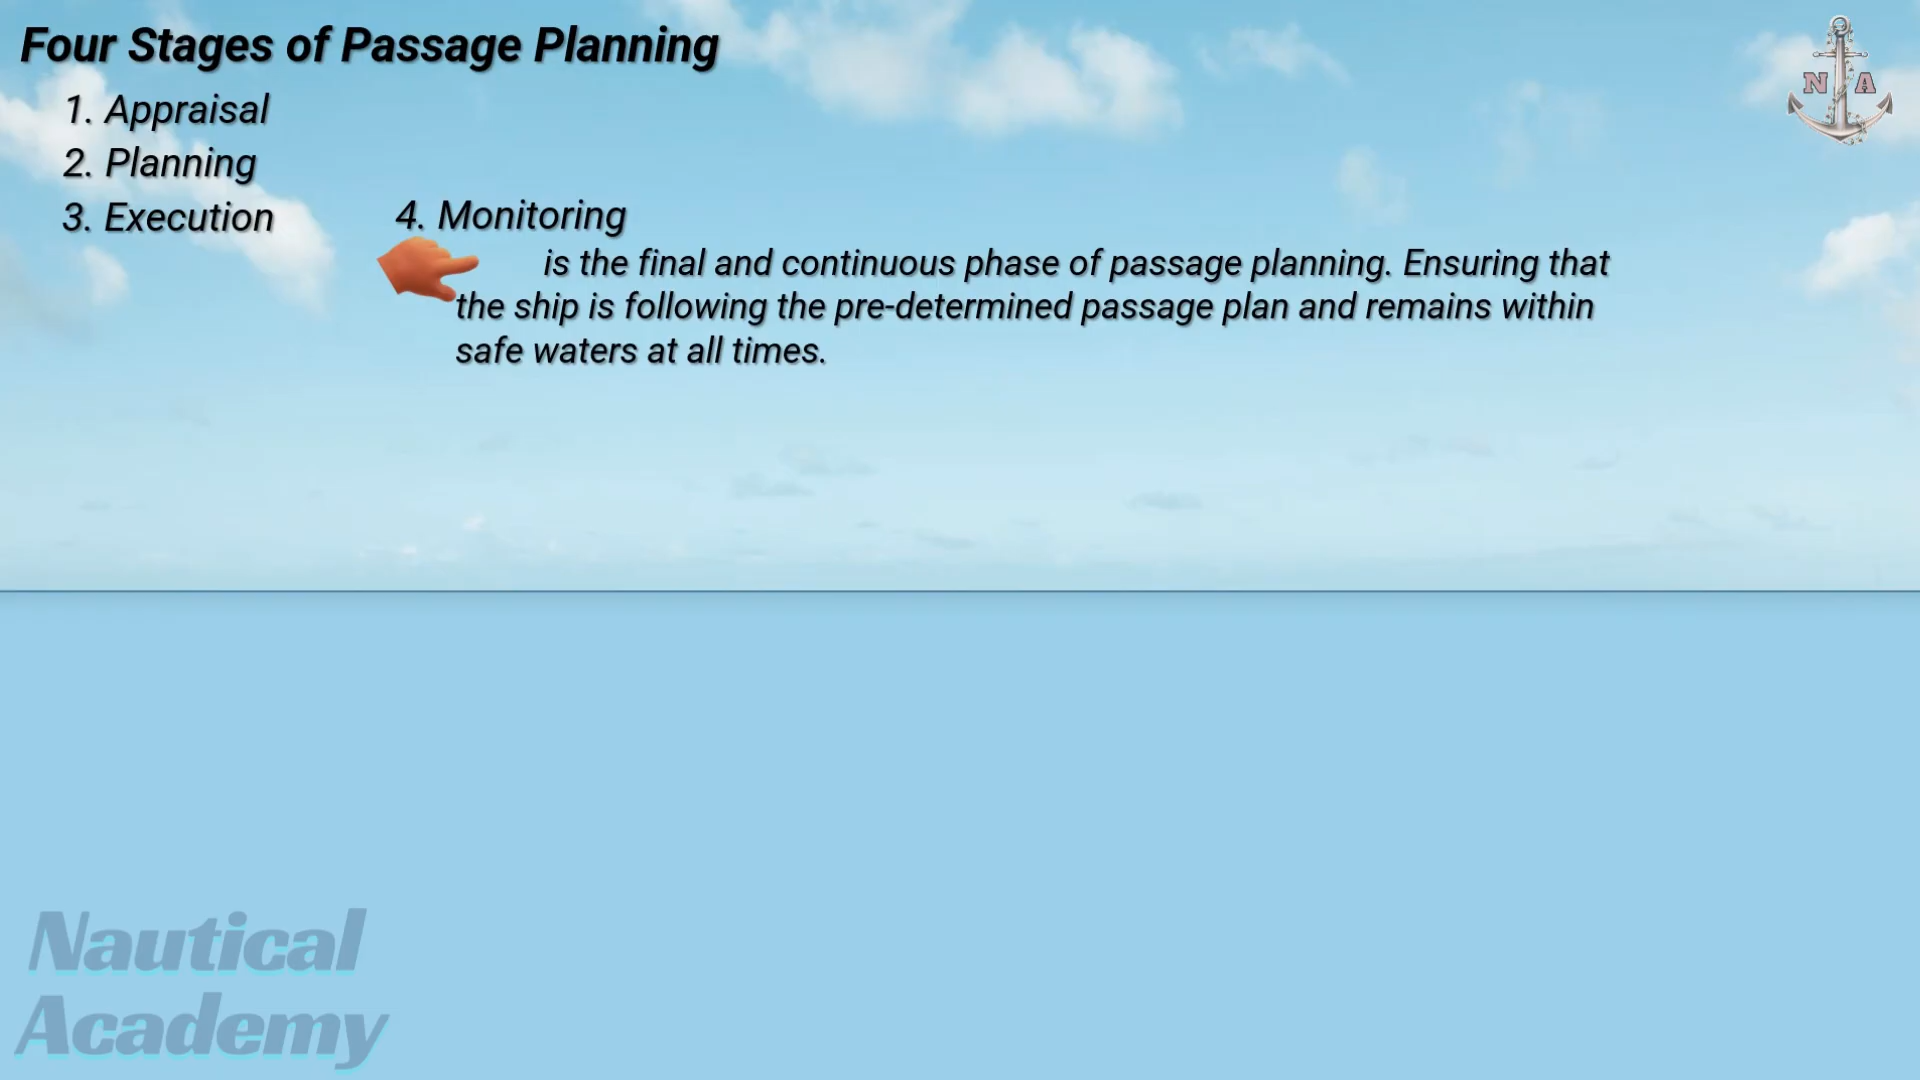 Four Stages of Passage Planning
1. Appraisal
2. Planning
3. Execution
4. Monitoring
is the final and continuous phase of passage planning. Ensuring that
the ship is following the pre-determined passage plan and remains within
safe waters at all times.
N A
Nautical
Academy